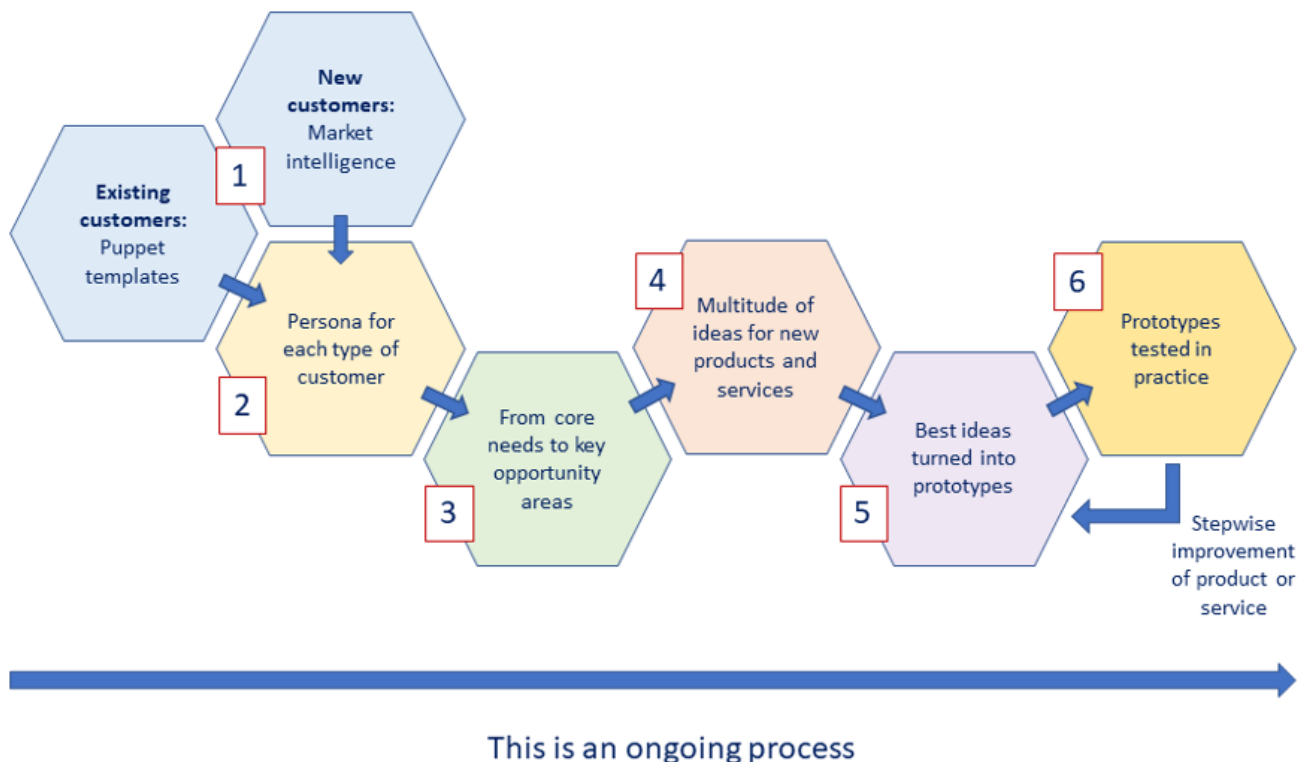 New
customers:
Market
intelligence
1
Existing
customers:
Puppet
templates
Persona for
each type of
customer
2
From core
needs to key
opportunity
areas
3
4
Multitude of
ideas for new
products and
services
Best ideas
turned into
prototypes
5
6
Prototypes
tested in
practice
Stepwise
improvement
of product or
service
This is an ongoing process